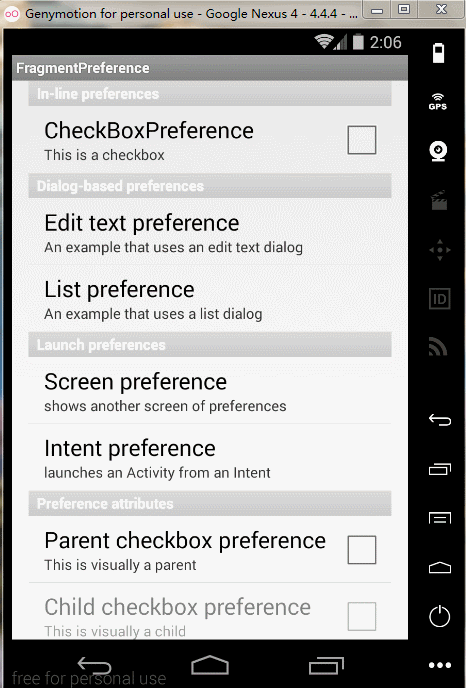 Genymotion for personal use - Google Nexus 4 - 4.4.4 - ...
2:06
FragmentPreference
In-line preferences
CheckBoxPreference
This is a checkbox
Dialog-based preferences
Edit text preference
An example that uses an edit text dialog
List preference
An example that uses a list dialog
Launch preferences
Screen preference
shows another screen of preferences
Intent preference
launches an Activity from an Intent
Preference attributes
Parent checkbox preference
This is visually a parent
Child checkbox preference
This is visually a child
free for personal use
GPS
ID